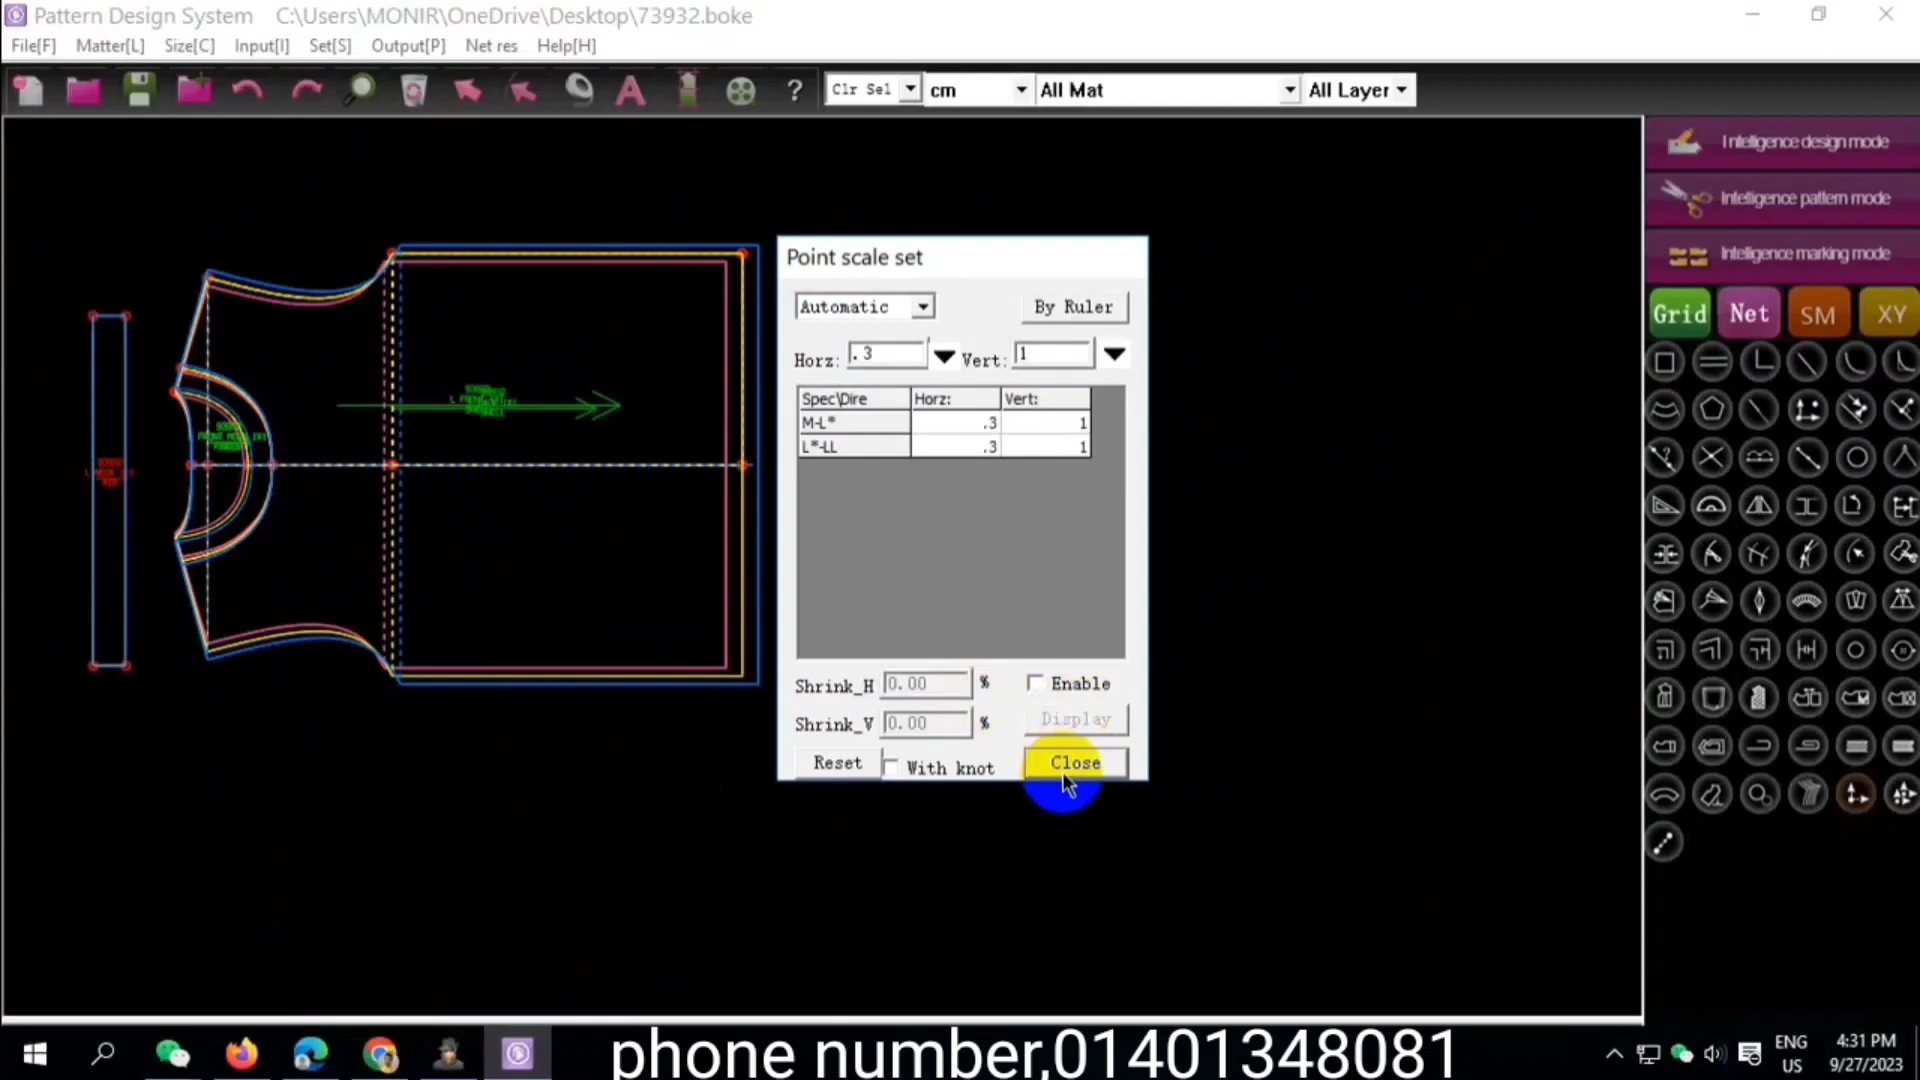 Pattern Design System C:\Users\MONIR\OneDrive\Desktop\73932.boke
File[F] Matter[L] Size[C] Input[I] Set[S] Output[P] Net res Help[H]
A ? Clr Sel cm All Mat All Layer
Intelligence design mode
Intelligence pattern mode
Intelligence marking mode
Grid Net SM XY
Point scale set
Automatic By Ruler
Horz: .3 Vert: 1
Spec\Dire Horz: Vert:
M-L* .3 1
L*-LL .3 1
Shrink_H 0.00 % Enable
Shrink_V 0.00 % Display
Reset With knot Close
phone number,01401348081
ENG
US
4:31 PM
9/27/2023